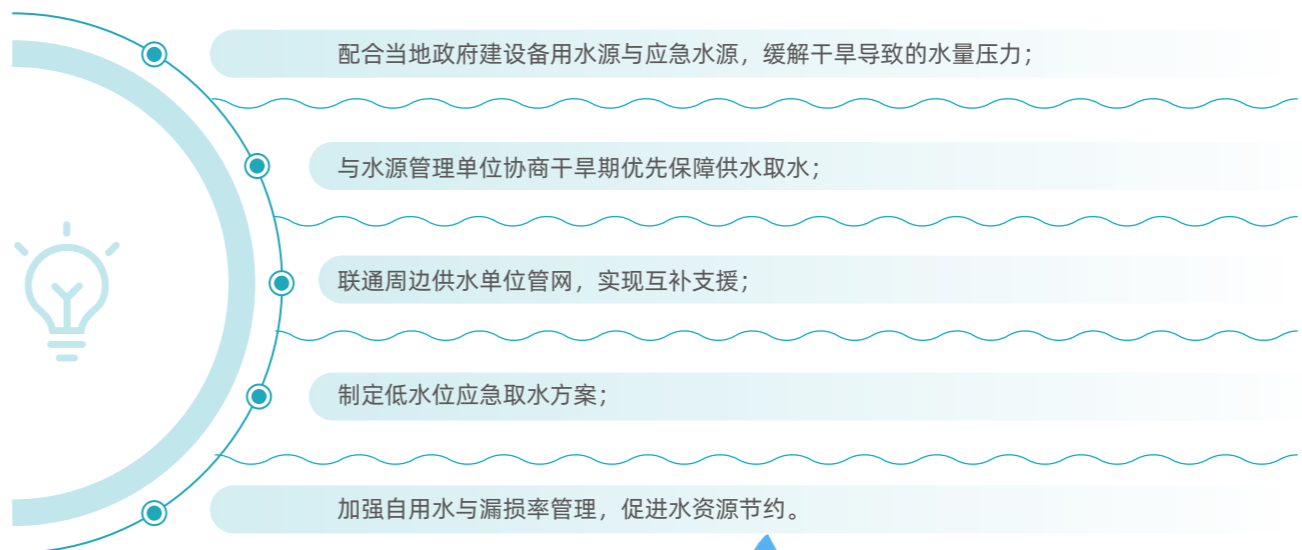 配合当地政府建设备用水源与应急水源，缓解干旱导致的水量压力；
与水源管理单位协商干旱期优先保障供水取水；
联通周边供水单位管网，实现互补支援；
制定低水位应急取水方案；
加强自用水与漏损率管理，促进水资源节约。